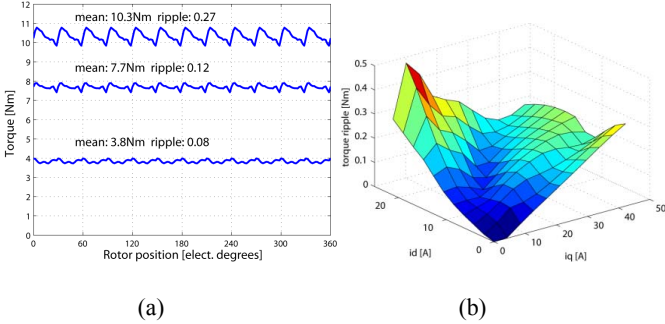 12
11
10
9
8
7
6
5
4
3
2
1
0
Torque [Nm]
mean: 10.3Nm ripple: 0.27
mean: 7.7Nm ripple: 0.12
mean: 3.8Nm ripple: 0.08
0 60 120 180 240 300 360
Rotor position [elect. degrees]
(a)
0.5
0.4
0.3
0.2
0.1
0
torque ripple [Nm]
20
10
0
id [A]
0
10
20
30
40
50
iq [A]
(b)